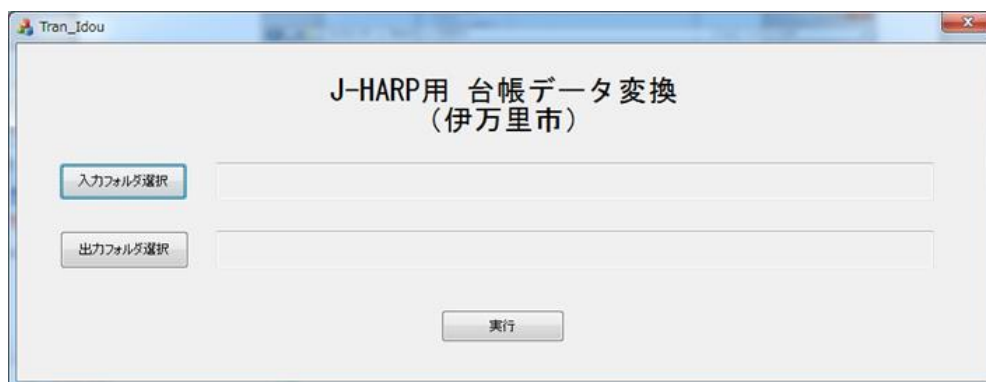 Tran_Idou
J-HARP用 台帳データ変換
（伊万里市）
入力フォルダ選択
出力フォルダ選択
実行